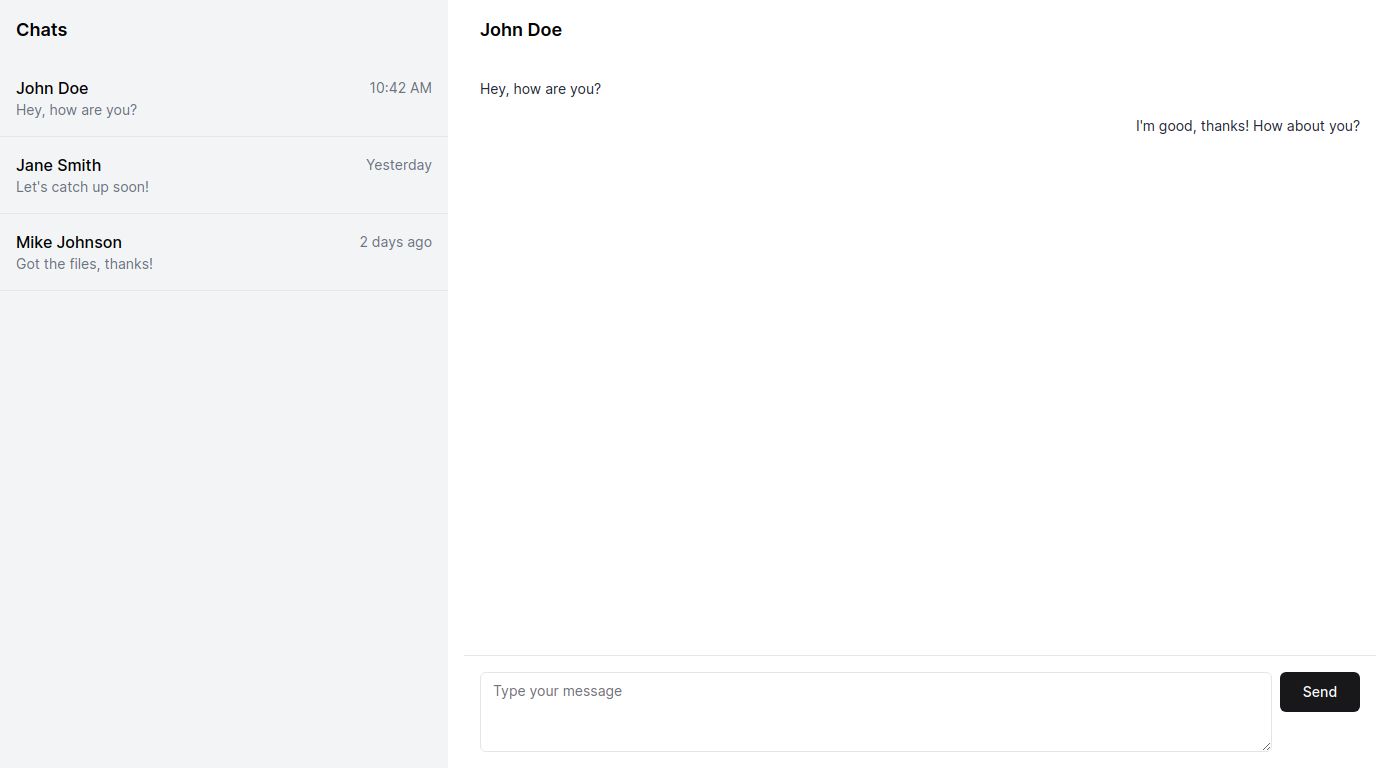 Chats
John Doe
10:42 AM
Hey, how are you?
Jane Smith
Yesterday
Let's catch up soon!
Mike Johnson
2 days ago
Got the files, thanks!
John Doe
Hey, how are you?
I'm good, thanks! How about you?
Type your message
Send